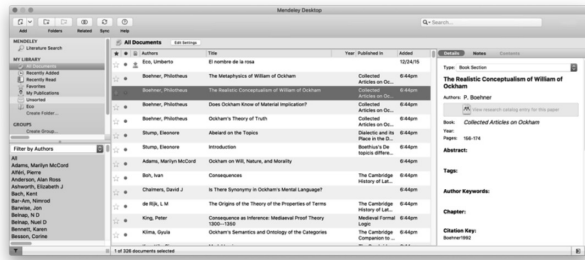 Mendeley Desktop
Add Folders Related Sync Help
Search...
MENDELEY
Literature Search
MY LIBRARY
All Documents
Recently Added
Recently Read
Favorites
My Publications
Unsorted
Eco
Create Folder...
GROUPS
Create Group...
Filter by Authors
All
Adams, Marilyn McCord
Alféri, Pierre
Anderson, Alan Ross
Ashworth, Elizabeth J
Bach, Kent
Bar-Am, Nimrod
Barwise, Jon
Belnap, N D
Belnap, Nuel D
Bennett, Karen
Besson, Corine
All Documents Edit Settings
Authors Title Year Published In Added
Eco, Umberto El nombre de la rosa 12/24/15
Boehner, Philotheus The Metaphysics of William of Ockham Collected Articles on Oc... 6:44pm
Boehner, Philotheus The Realistic Conceptualism of William of Ockham Collected Articles on Oc... 6:44pm
Boehner, Philotheus Does Ockham Know of Material Implication? Collected Articles on Oc... 6:44pm
Boehner, Philotheus Ockham's Theory of Truth Collected Articles on Oc... 6:44pm
Stump, Eleonore Abelard on the Topics Dialectic and its Place in the D... 6:44pm
Stump, Eleonore Introduction Boethius's De topicis differe... 6:44pm
Adams, Marilyn McCord Ockham on Will, Nature, and Morality 6:44pm
Boh, Ivan Consequences The Cambridge History of Lat... 6:44pm
Chalmers, David J Is There Synonymy in Ockham's Mental Language? 6:44pm
de Rijk, L M The Origins of the Theory of the Properties of Terms The Cambridge History of Lat... 6:44pm
King, Peter Consequence as Inference: Mediaeval Proof Theory 1300–1350 Medieval Formal Logic 6:44pm
Klima, Gyula Ockham's Semantics and Ontology of the Categories The Cambridge Companion to ... 6:44pm
1 of 326 documents selected
Details Notes Contents
Type: Book Section
The Realistic Conceptualism of William of
Ockham
Authors: P. Boehner
View research catalog entry for this paper
Book: Collected Articles on Ockham
Year:
Pages: 156-174
Abstract:
Tags:
Author Keywords:
Chapter:
Citation Key:
Boehner1992